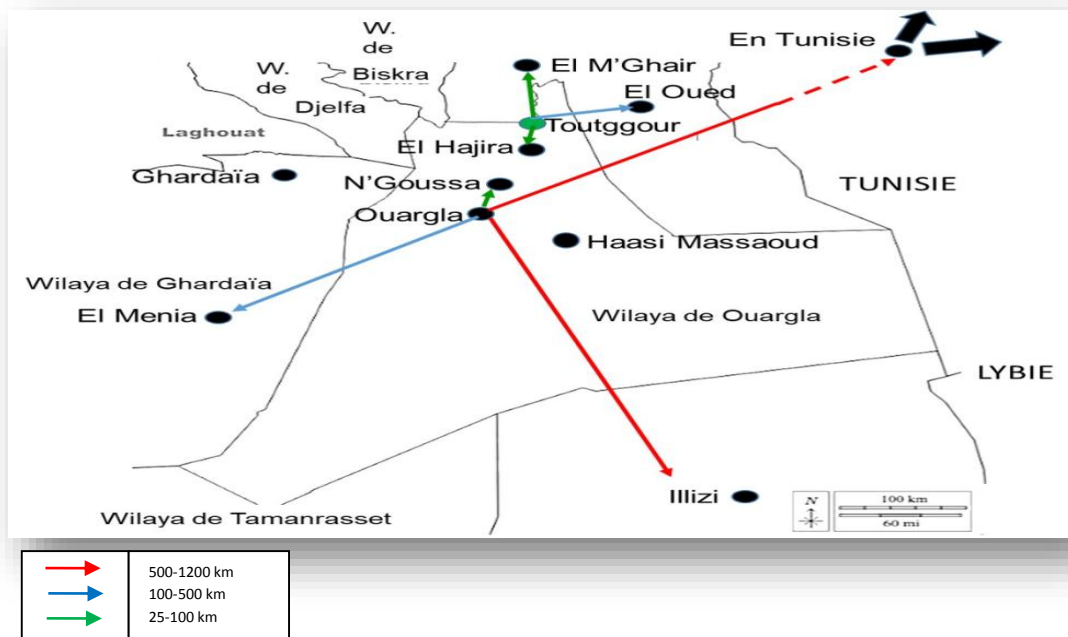 W.
de
Biskra
W.
de
Djelfa
Laghouat
Ghardaïa
El M'Ghair
El Oued
Toutggour
El Hajira
N'Goussa
Ouargla
En Tunisie
TUNISIE
Haasi Massaoud
Wilaya de Ghardaïa
El Menia
Wilaya de Ouargla
LYBIE
Illizi
Wilaya de Tamanrasset
N
100 km
60 mi
500-1200 km
100-500 km
25-100 km